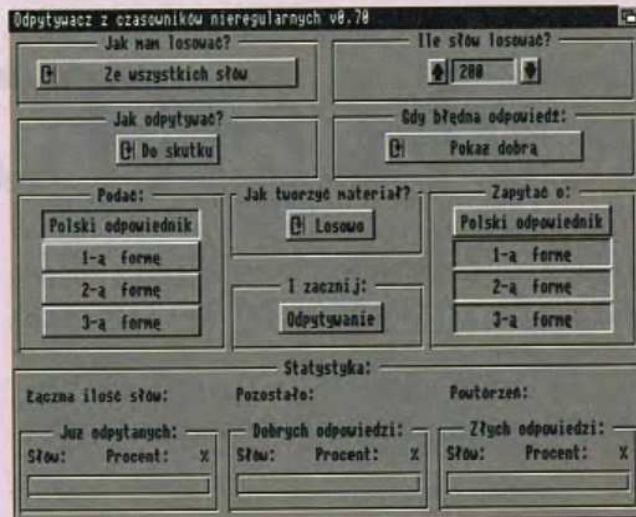 Odpytywacz z czasowników nieregularnych v0.70
Jak mam losować?
Ze wszystkich słów
Ile słów losować?
200
Jak odpytywać?
Do skutku
Gdy błędna odpowiedź:
Pokaż dobrą
Podać:
Polski odpowiednik
1-ą formę
2-ą formę
3-ą formę
Jak tworzyć materiał?
Losowo
I zacznij:
Odpytywanie
Zapytać o:
Polski odpowiednik
1-ą formę
2-ą formę
3-ą formę
Statystyka:
Łączna ilość słów: Pozostało: Powtórzeń:
Już odpytanych:
Słów: Procent: %
Dobrych odpowiedzi:
Słów: Procent: %
Złych odpowiedzi:
Słów: Procent: %